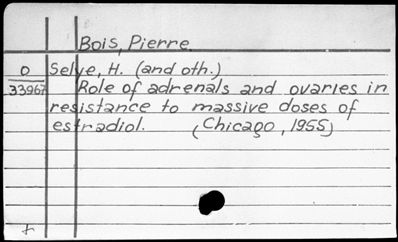 Bois, Pierre
O Selye, H. (and oth.)
33967 Role of adrenals and ovaries in
resistance to massive doses of
estradiol. (Chicago, 1955)
+